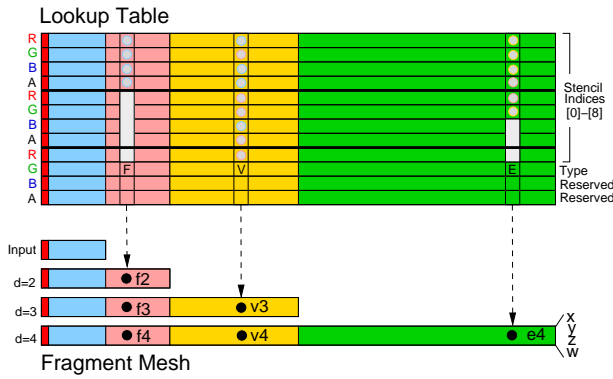 Lookup Table
R
G
B
A
R
G
B
A
R
G F V E Type
B Reserved
A Reserved
Stencil
Indices
[0]–[8]
Input
d=2 f2
d=3 f3 v3
d=4 f4 v4 e4
x
y
z
w
Fragment Mesh